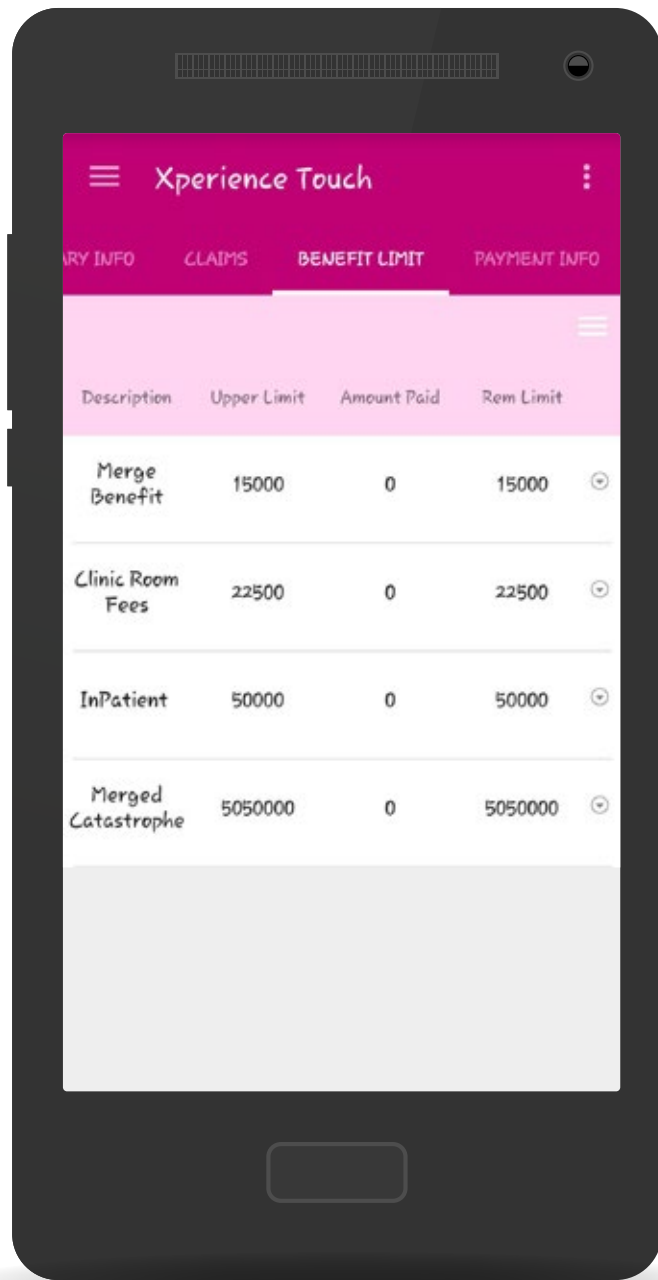 Xperience Touch
ARY INFO CLAIMS BENEFIT LIMIT PAYMENT INFO
Description Upper Limit Amount Paid Rem Limit
Merge
Benefit 15000 0 15000
Clinic Room
Fees 22500 0 22500
InPatient 50000 0 50000
Merged
Catastrophe 5050000 0 5050000